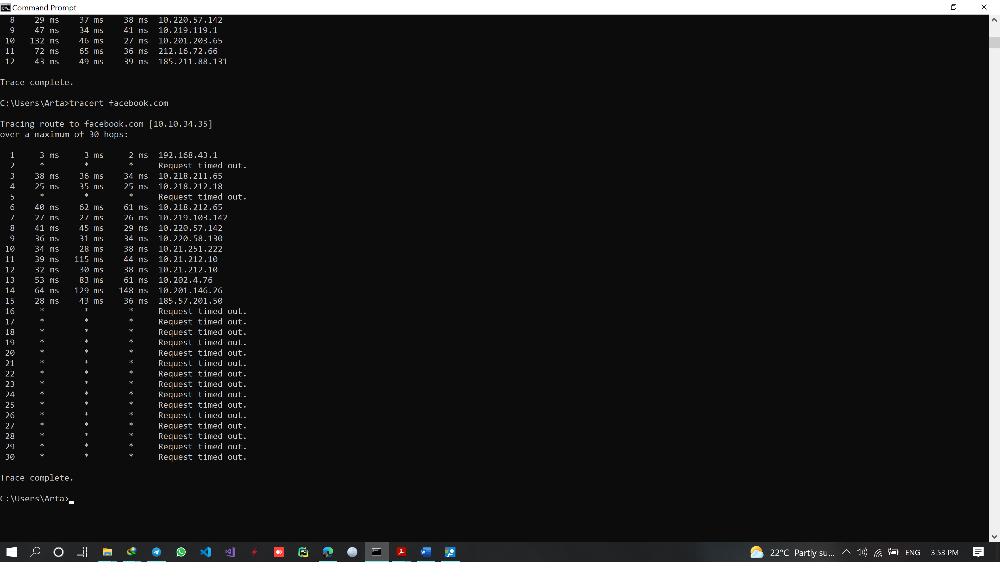 Command Prompt
8 29 ms 37 ms 38 ms 10.220.57.142
9 47 ms 34 ms 41 ms 10.219.119.1
10 132 ms 46 ms 27 ms 10.201.203.65
11 72 ms 65 ms 36 ms 212.16.72.66
12 43 ms 49 ms 39 ms 185.211.88.131
Trace complete.
C:\Users\Arta>tracert facebook.com
Tracing route to facebook.com [10.10.34.35]
over a maximum of 30 hops:
1 3 ms 3 ms 2 ms 192.168.43.1
2 * * * Request timed out.
3 38 ms 36 ms 34 ms 10.218.211.65
4 25 ms 35 ms 25 ms 10.218.212.18
5 * * * Request timed out.
6 40 ms 62 ms 61 ms 10.218.212.65
7 27 ms 27 ms 26 ms 10.219.103.142
8 41 ms 45 ms 29 ms 10.220.57.142
9 36 ms 31 ms 34 ms 10.220.58.130
10 34 ms 28 ms 38 ms 10.21.251.222
11 39 ms 115 ms 44 ms 10.21.212.10
12 32 ms 30 ms 38 ms 10.21.212.10
13 53 ms 83 ms 61 ms 10.202.4.76
14 64 ms 129 ms 148 ms 10.201.146.26
15 28 ms 43 ms 36 ms 185.57.201.50
16 * * * Request timed out.
17 * * * Request timed out.
18 * * * Request timed out.
19 * * * Request timed out.
20 * * * Request timed out.
21 * * * Request timed out.
22 * * * Request timed out.
23 * * * Request timed out.
24 * * * Request timed out.
25 * * * Request timed out.
26 * * * Request timed out.
27 * * * Request timed out.
28 * * * Request timed out.
29 * * * Request timed out.
30 * * * Request timed out.
Trace complete.
C:\Users\Arta>
22°C Partly su... ENG 3:53 PM